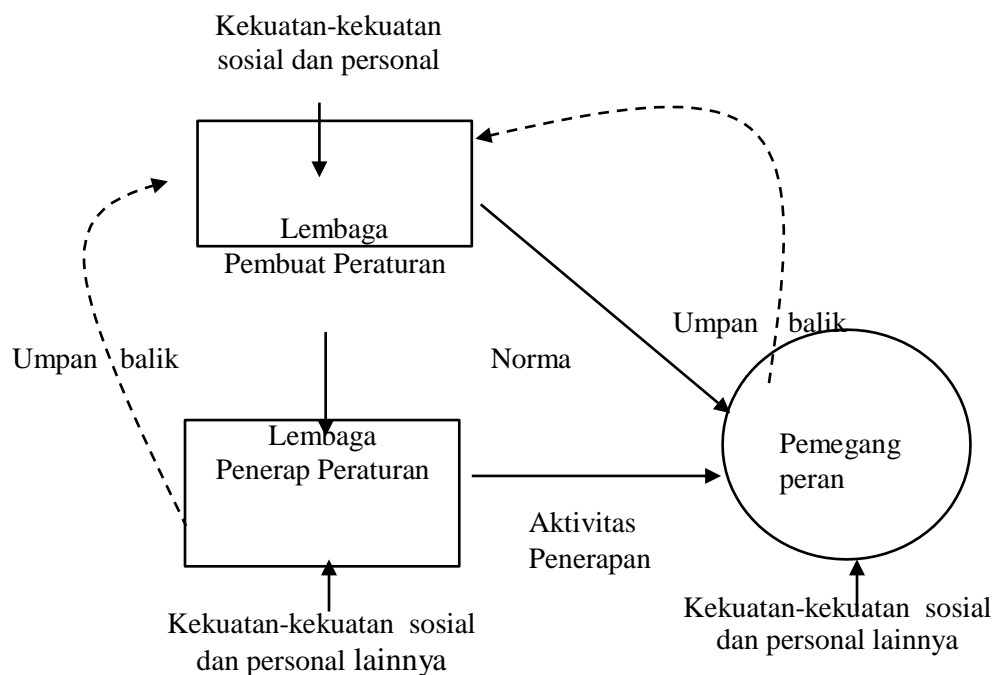 Kekuatan-kekuatan
sosial dan personal
Lembaga
Pembuat Peraturan
Umpan balik
Norma
Umpan balik
Lembaga
Penerap Peraturan
Pemegang
peran
Aktivitas
Penerapan
Kekuatan-kekuatan sosial
dan personal lainnya
Kekuatan-kekuatan sosial
dan personal lainnya